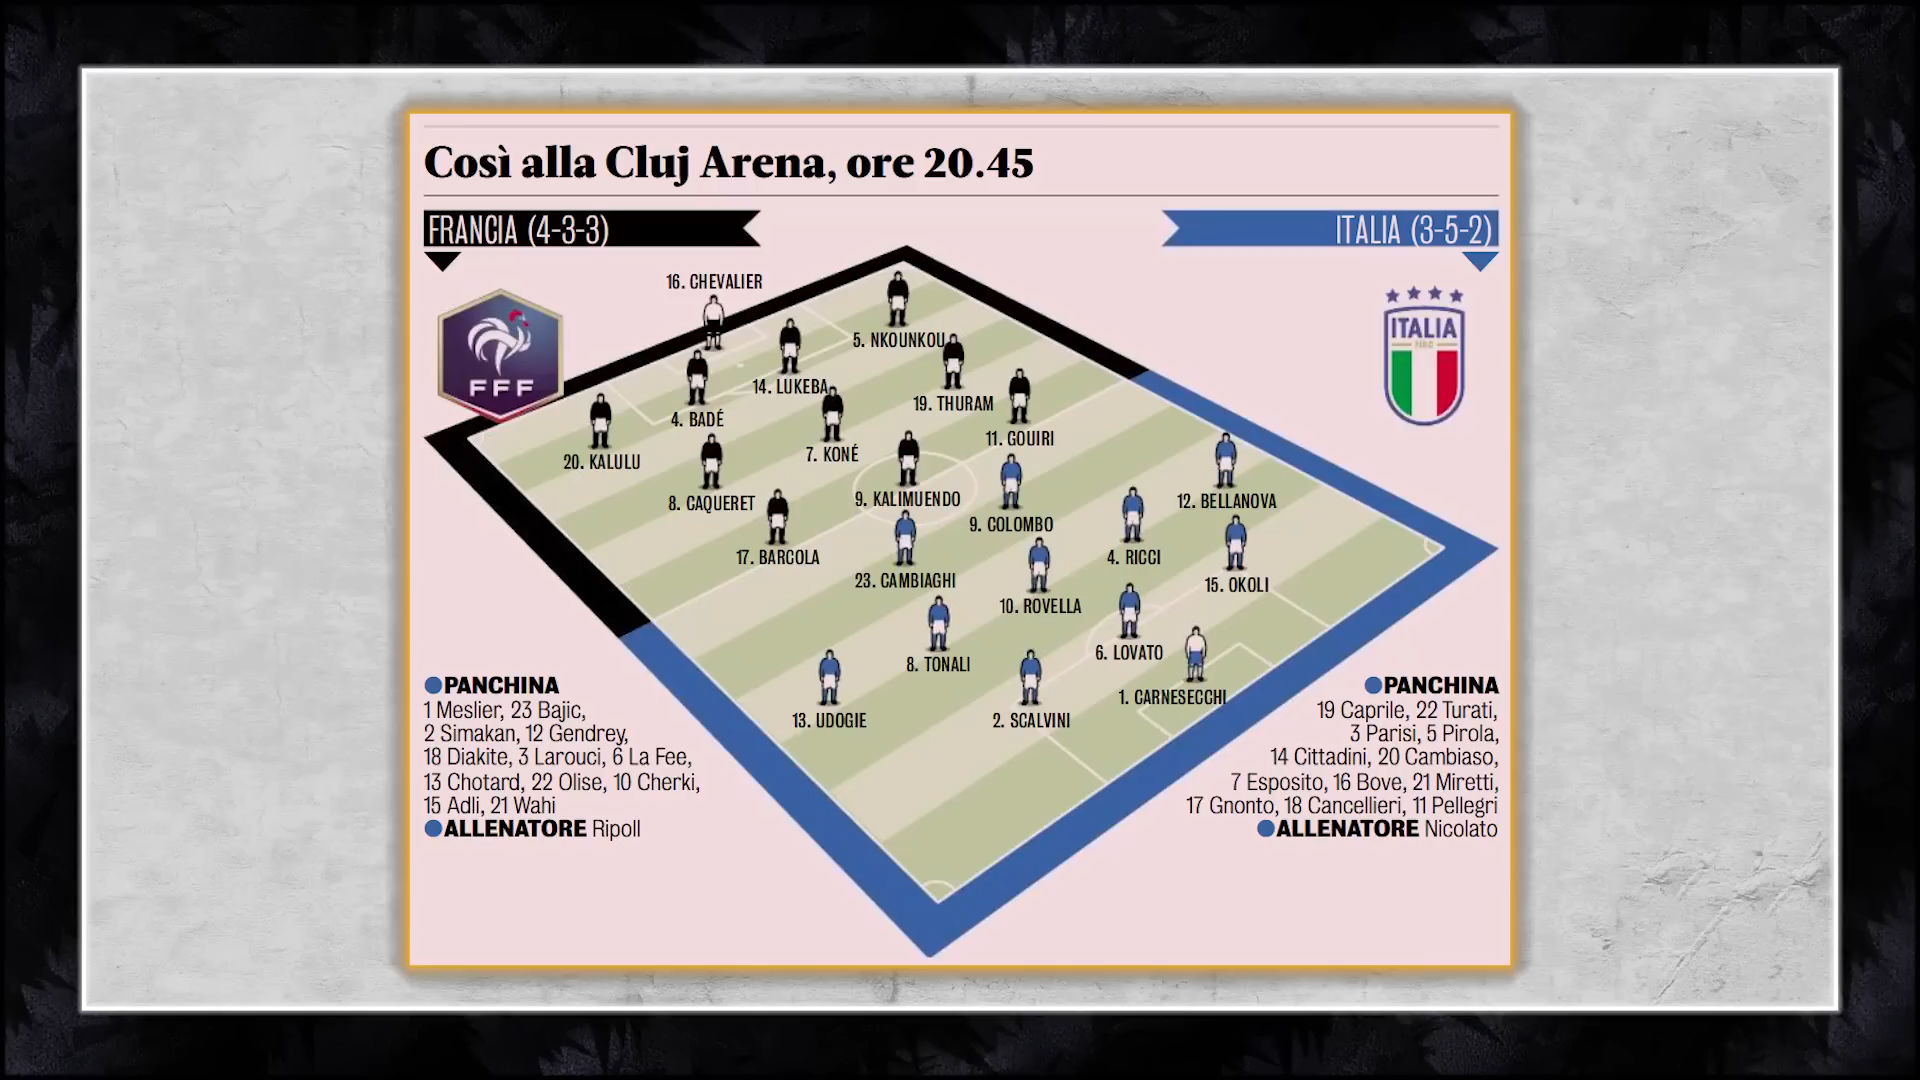 Così alla Cluj Arena, ore 20.45
FRANCIA (4-3-3)
ITALIA (3-5-2)
FFF
ITALIA
16. CHEVALIER
5. NKOUNKOU
14. LUKEBA
19. THURAM
4. BADÉ
11. GOUIRI
7. KONÉ
20. KALULU
9. KALIMUENDO
8. CAQUERET
12. BELLANOVA
9. COLOMBO
17. BARCOLA
4. RICCI
23. CAMBIAGHI
15. OKOLI
10. ROVELLA
6. LOVATO
8. TONALI
1. CARNESECCHI
13. UDOGIE
2. SCALVINI
PANCHINA
1 Meslier, 23 Bajic,
2 Simakan, 12 Gendrey,
18 Diakite, 3 Larouci, 6 La Fee,
13 Chotard, 22 Olise, 10 Cherki,
15 Adli, 21 Wahi
ALLENATORE Ripoll
PANCHINA
19 Caprile, 22 Turati,
3 Parisi, 5 Pirola,
14 Cittadini, 20 Cambiaso,
7 Esposito, 16 Bove, 21 Miretti,
17 Gnonto, 18 Cancellieri, 11 Pellegri
ALLENATORE Nicolato